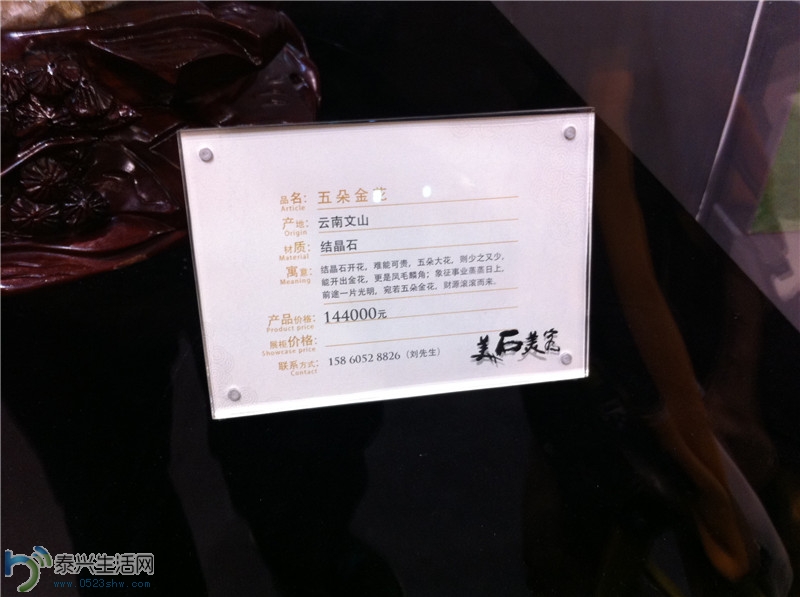 品名：五朵金花
Article
产地：云南文山
Origin
材质：结晶石
Material
寓意：结晶石开花，难能可贵，五朵大花，则少之又少，
Meaning
能开出金花，更是凤毛麟角；象征事业蒸蒸日上，
前途一片光明，宛若五朵金花，财源滚滚而来。
产品价格：144000元
Product price
展柜价格：
Showcase price
联系方式：158 6052 8826（刘先生）
Contact
美石美客
泰兴生活网
www.0523shw.com